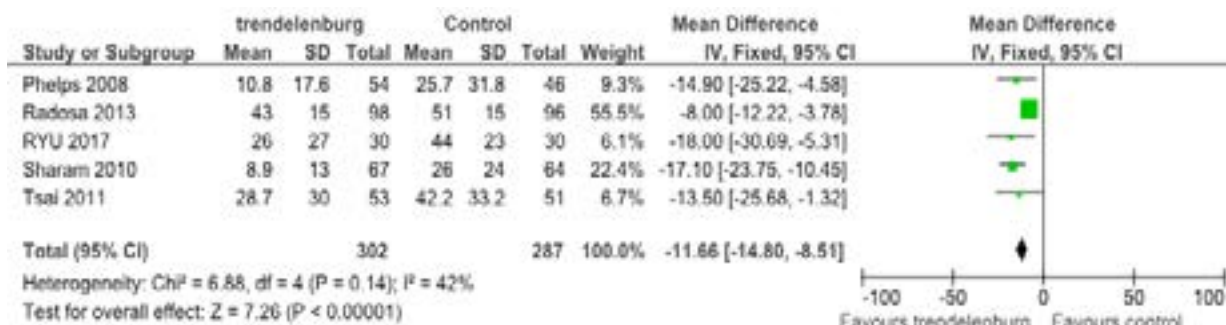 trendelenburg Control Mean Difference Mean Difference
Study or Subgroup Mean SD Total Mean SD Total Weight IV, Fixed, 95% CI IV, Fixed, 95% CI
Phelps 2008 10.8 17.6 54 25.7 31.8 46 9.3% -14.90 [-25.22, -4.58]
Radosa 2013 43 15 98 51 15 96 55.5% -8.00 [-12.22, -3.78]
RYU 2017 26 27 30 44 23 30 6.1% -18.00 [-30.69, -5.31]
Sharam 2010 8.9 13 67 26 24 64 22.4% -17.10 [-23.75, -10.45]
Tsai 2011 28.7 30 53 42.2 33.2 51 6.7% -13.50 [-25.68, -1.32]
Total (95% CI) 302 287 100.0% -11.66 [-14.80, -8.51]
Heterogeneity: Chi² = 6.88, df = 4 (P = 0.14); I² = 42%
Test for overall effect: Z = 7.26 (P < 0.00001)
-100 -50 0 50 100
Favours trendelenburg Favours control